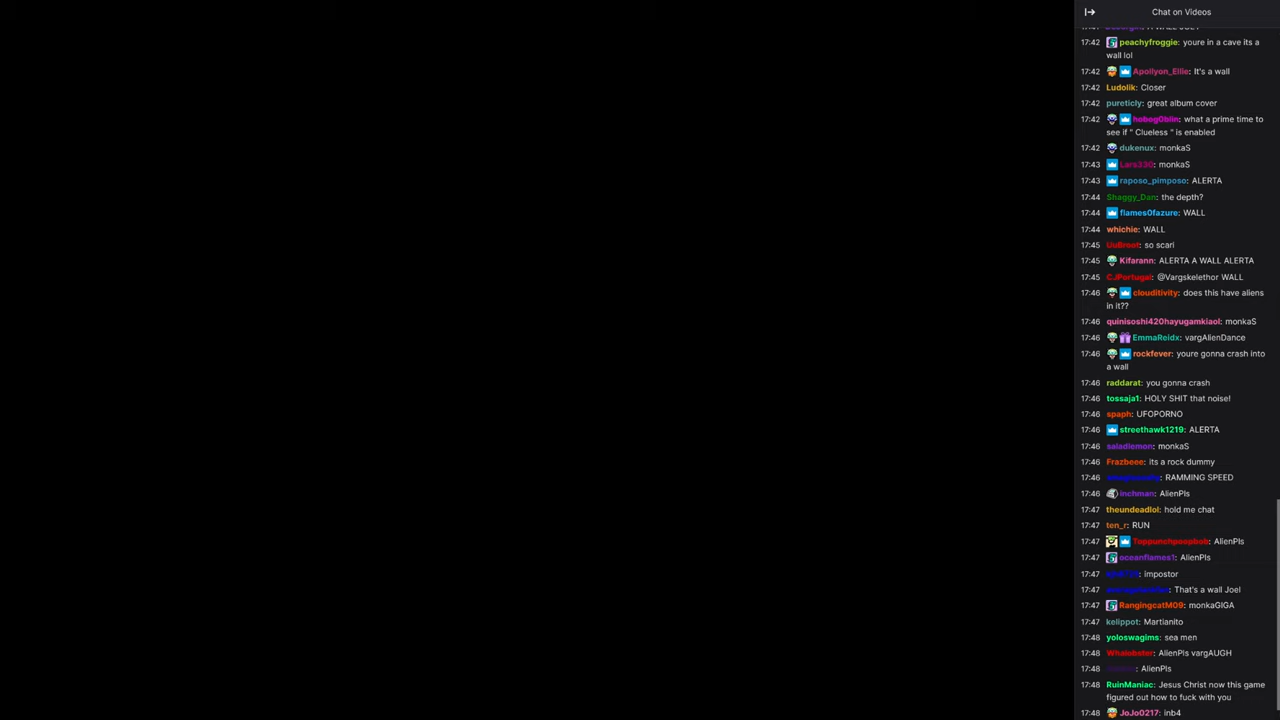 Chat on Videos
17:42 peachyfroggie: youre in a cave its a
wall lol
17:42 Apollyon_Ellie: It's a wall
17:42 Ludolik: Closer
17:42 pureticly: great album cover
17:42 hobog0blin: what a prime time to
see if " Clueless " is enabled
17:42 dukenux: monkaS
17:43 Lars330: monkaS
17:43 raposo_pimposo: ALERTA
17:44 Shaggy_Dan: the depth?
17:44 flames0fazure: WALL
17:44 whichie: WALL
17:45 UuBroot: so scari
17:45 Kifarann: ALERTA A WALL ALERTA
17:45 CJPortugal: @Vargskelethor WALL
17:46 clouditivity: does this have aliens
in it??
17:46 quinisoshi420hayugamkiaol: monkaS
17:46 EmmaReidx: vargAlienDance
17:46 rockfever: youre gonna crash into
a wall
17:46 raddarat: you gonna crash
17:46 tossaja1: HOLY SHIT that noise!
17:46 spaph: UFOPORNO
17:46 streethawk1219: ALERTA
17:46 saladlemon: monkaS
17:46 Frazbeee: its a rock dummy
17:46 : RAMMING SPEED
17:46 inchman: AlienPls
17:47 theundeadlol: hold me chat
17:47 ten_r: RUN
17:47 Toppunchpoopbob: AlienPls
17:47 oceanflames1: AlienPls
17:47 : impostor
17:47 : That's a wall Joel
17:47 RangingcatM09: monkaGIGA
17:47 kelippot: Martianito
17:48 yoloswagims: sea men
17:48 Whalobster: AlienPls vargAUGH
17:48 : AlienPls
17:48 RuinManiac: Jesus Christ now this game
figured out how to fuck with you
17:48 JoJo0217: inb4